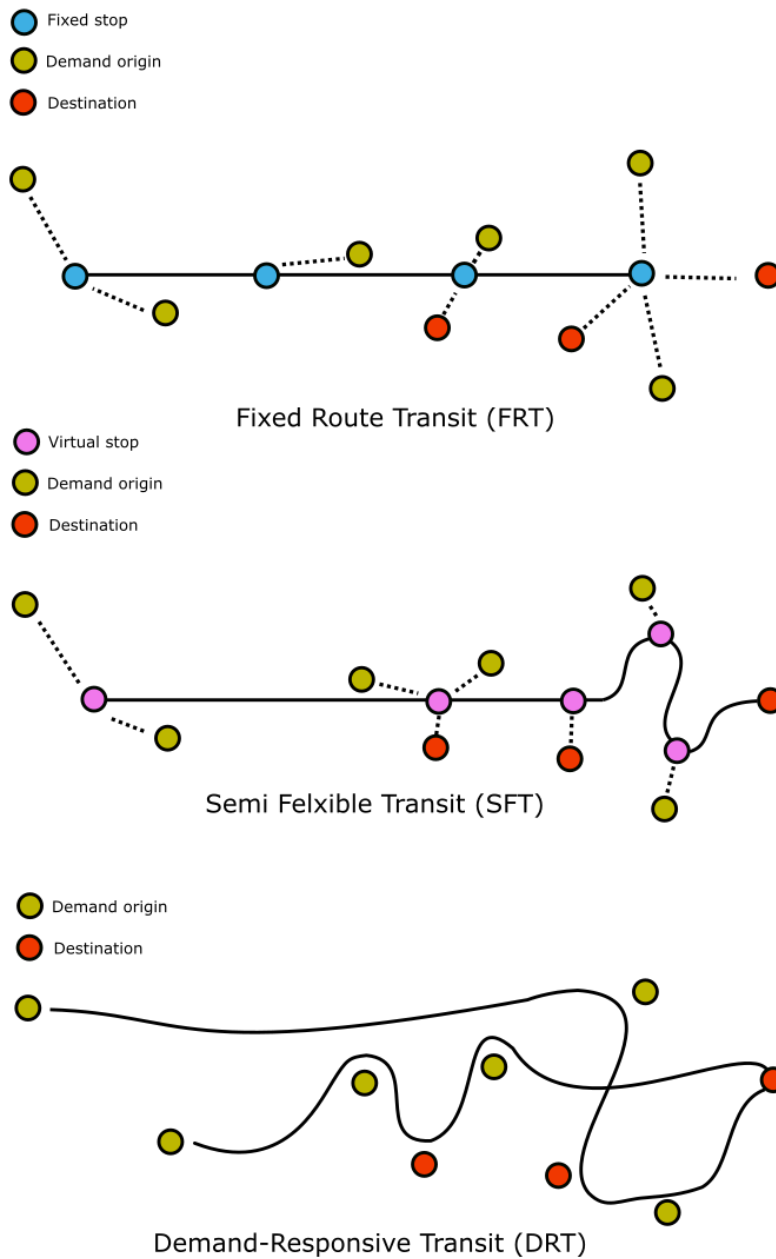 Fixed stop
Demand origin
Destination
Fixed Route Transit (FRT)
Virtual stop
Demand origin
Destination
Semi Felxible Transit (SFT)
Demand origin
Destination
Demand-Responsive Transit (DRT)